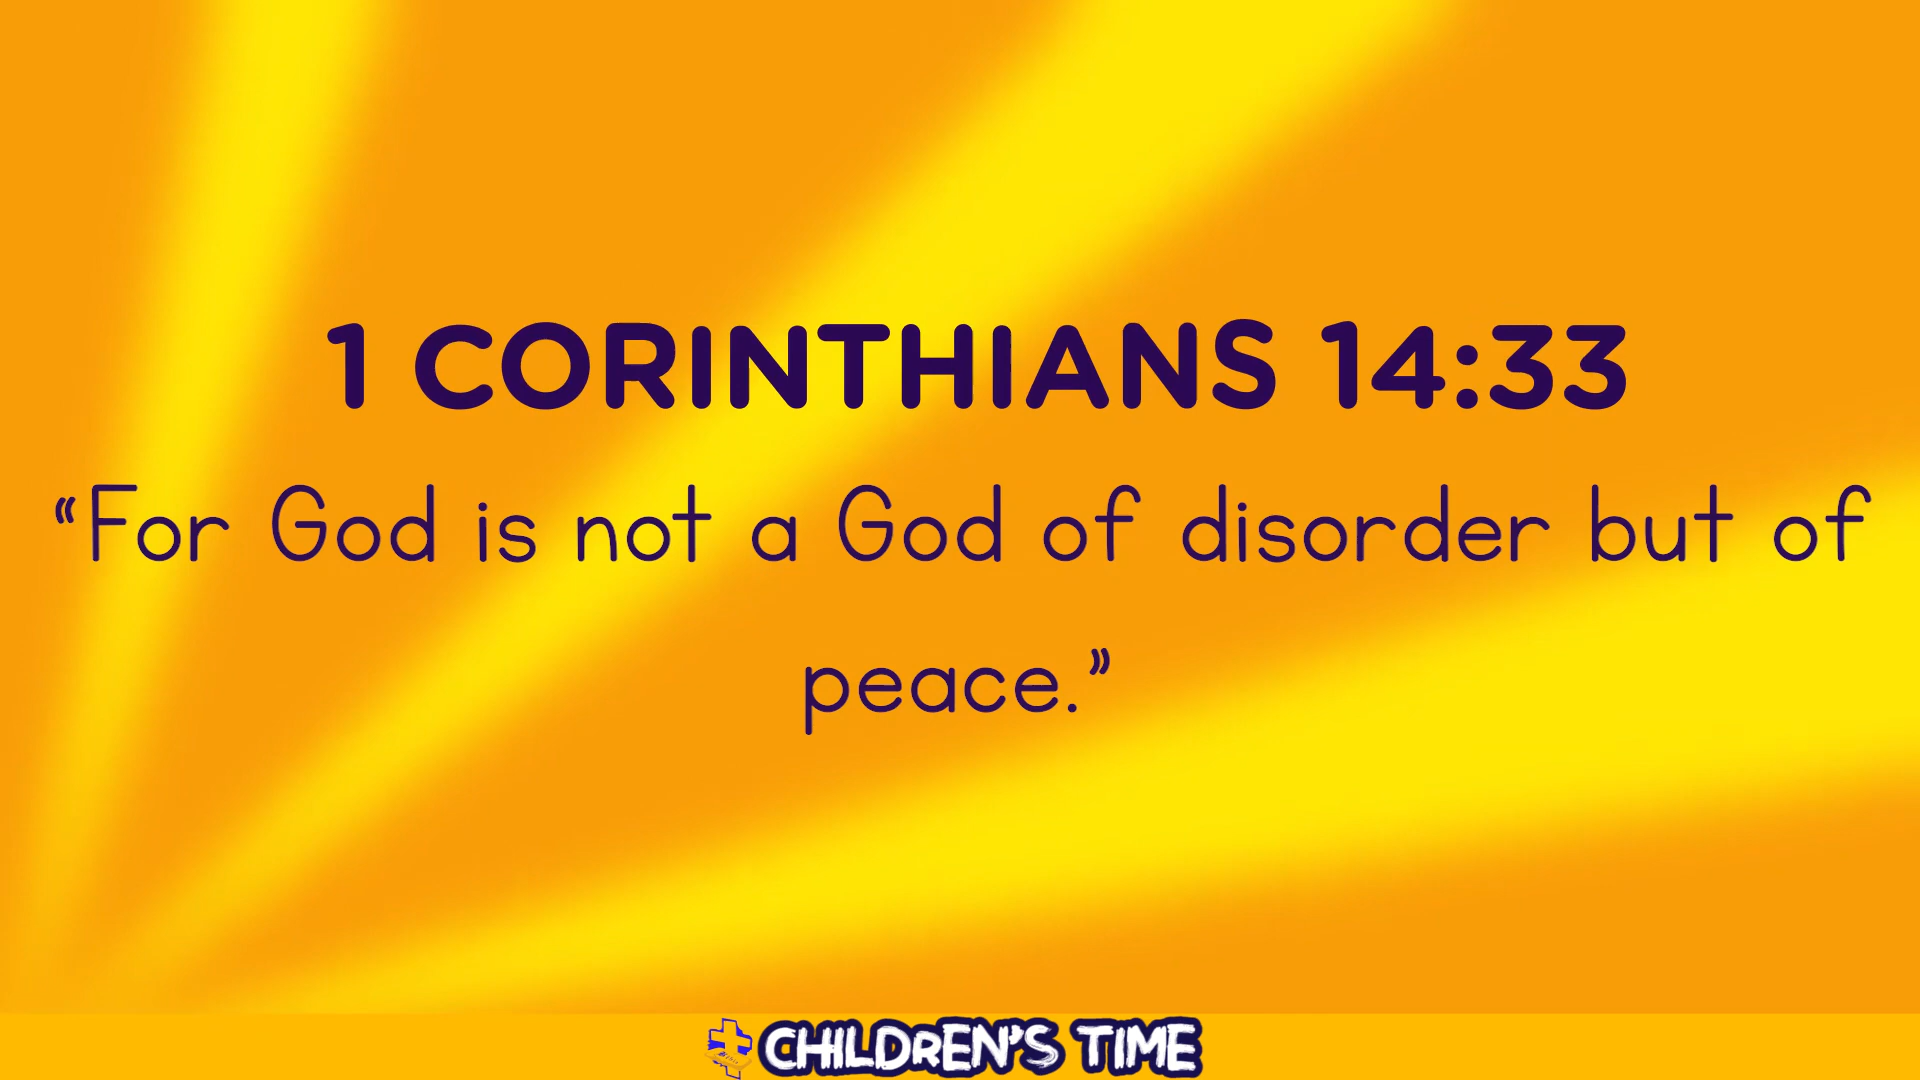 1 CORINTHIANS 14:33
“For God is not a God of disorder but of
peace.”
CHILDREN'S TIME